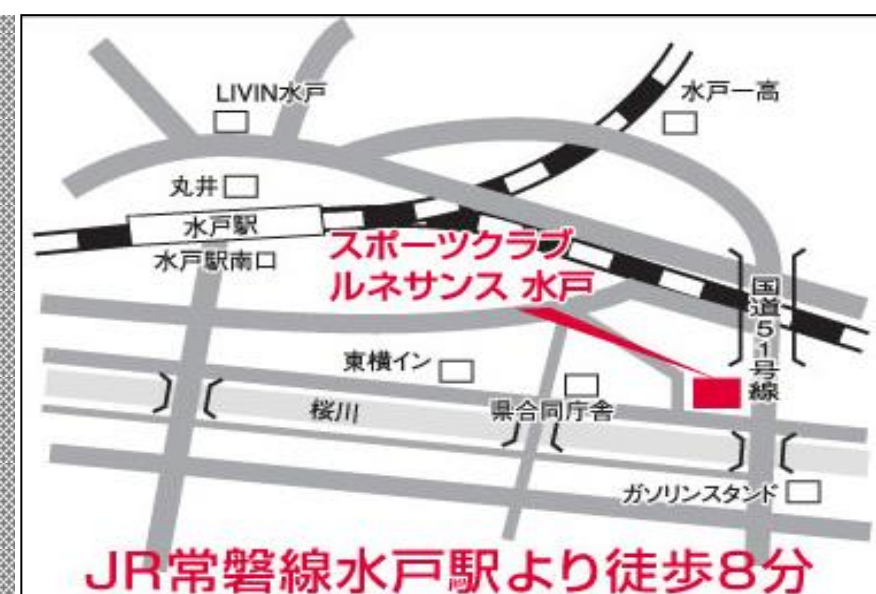 LIVIN水戸
水戸一高
丸井
水戸駅
水戸駅南口
スポーツクラブ
ルネサンス 水戸
国道51号線
東横イン
県合同庁舎
桜川
ガソリンスタンド
JR常磐線水戸駅より徒歩8分